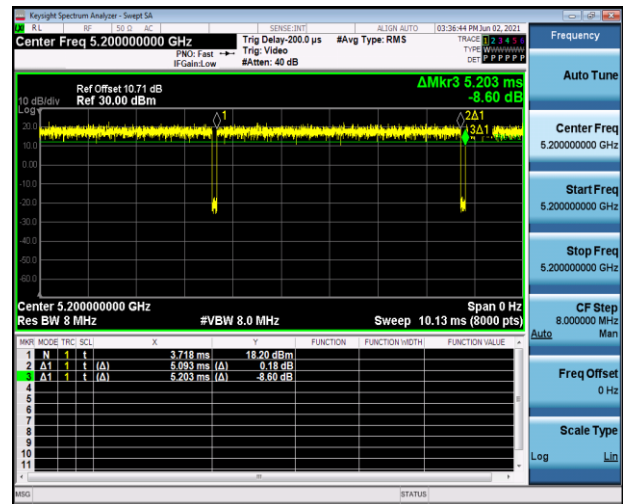 Keysight Spectrum Analyzer - Swept SA
RL RF 50 Ω AC SENSE:INT ALIGN AUTO 03:36:44 PM Jun 02, 2021
Center Freq 5.200000000 GHz
PNO: Fast
IFGain:Low
Trig Delay-200.0 µs
Trig: Video
#Atten: 40 dB
#Avg Type: RMS
TRACE 1 2 3 4 5 6
TYPE W
DET P P P P P P
Frequency
Auto Tune
Center Freq
5.200000000 GHz
Start Freq
5.200000000 GHz
Stop Freq
5.200000000 GHz
CF Step
8.000000 MHz
Auto Man
Freq Offset
0 Hz
Scale Type
Log Lin
Ref Offset 10.71 dB
10 dB/div Ref 30.00 dBm
Log
ΔMkr3 5.203 ms
-8.60 dB
20.0
10.0
0.00
-10.0
-20.0
-30.0
-40.0
-50.0
-60.0
1
2Δ1
3Δ1
Center 5.200000000 GHz Span 0 Hz
Res BW 8 MHz #VBW 8.0 MHz Sweep 10.13 ms (8000 pts)
MKR MODE TRC SCL X Y FUNCTION FUNCTION WIDTH FUNCTION VALUE
1 N 1 t 3.718 ms 18.20 dBm
2 Δ1 1 t (Δ) 5.093 ms (Δ) 0.18 dB
3 Δ1 1 t (Δ) 5.203 ms (Δ) -8.60 dB
4
5
6
7
8
9
10
11
MSG STATUS